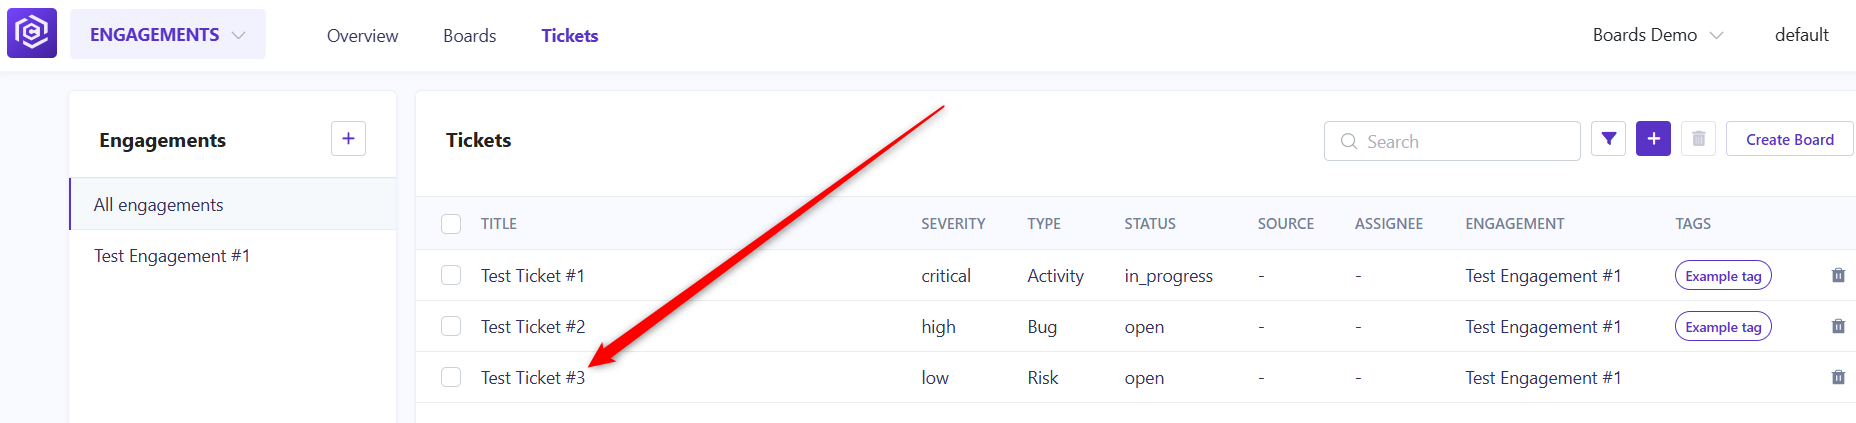 ENGAGEMENTS Overview Boards Tickets Boards Demo default
Engagements
All engagements
Test Engagement #1
Tickets Search Create Board
TITLE SEVERITY TYPE STATUS SOURCE ASSIGNEE ENGAGEMENT TAGS
Test Ticket #1 critical Activity in_progress - - Test Engagement #1 Example tag
Test Ticket #2 high Bug open - - Test Engagement #1 Example tag
Test Ticket #3 low Risk open - - Test Engagement #1